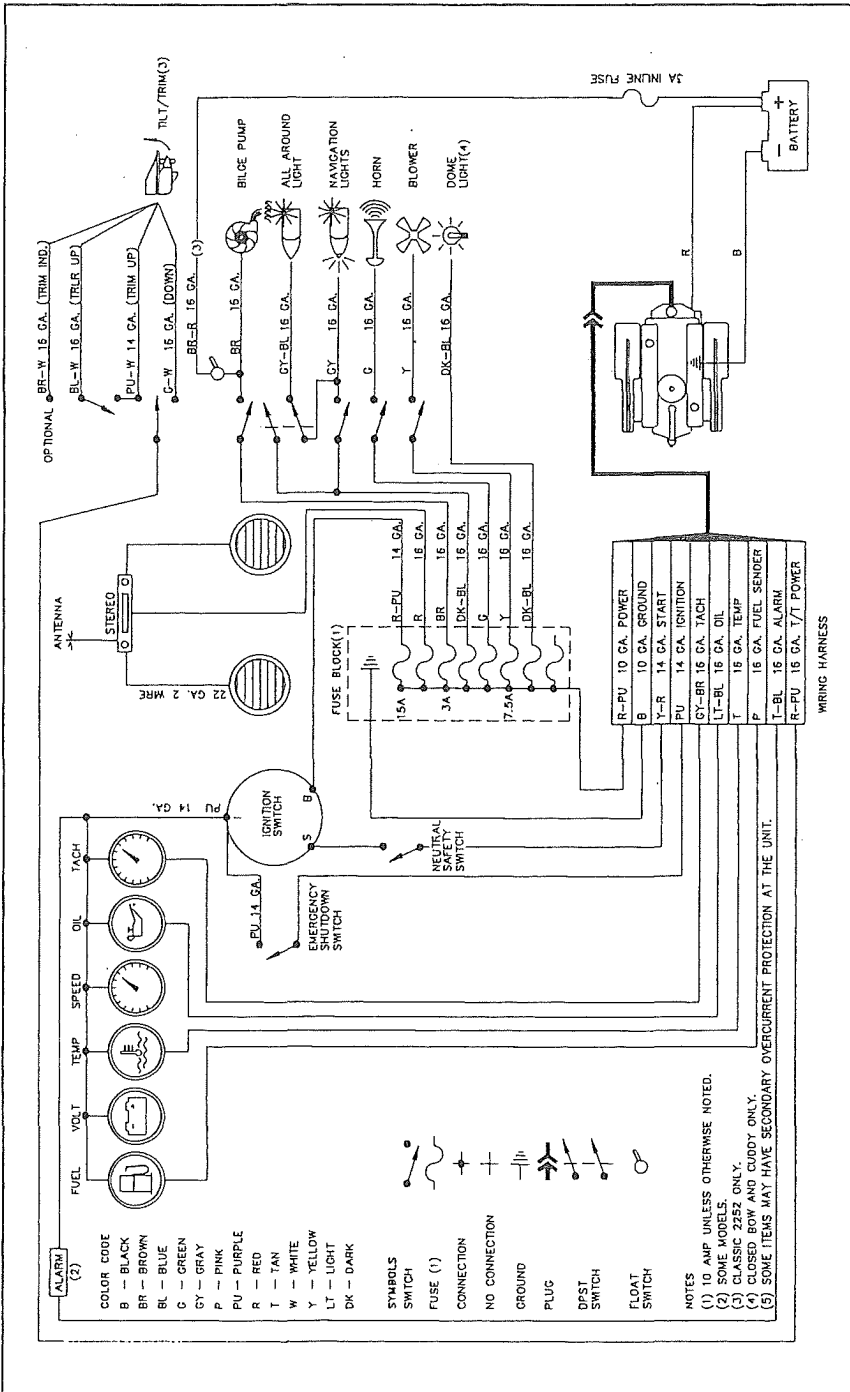 ALARM
(2)
FUEL
VOLT
TEMP
SPEED
OIL
TACH
PU 14 GA.
ANTENNA
STEREO
22 GA. 2 WIRE
OPTIONAL
BR-W 16 GA. (TRIM IND.)
BL-W 16 GA. (TRLR UP)
PU-W 14 GA. (TRIM UP)
G-W 16 GA. (DOWN)
TILT/TRIM(3)
COLOR CODE
B — BLACK
BR — BROWN
BL — BLUE
G — GREEN
GY — GRAY
P — PINK
PU — PURPLE
R — RED
T — TAN
W — WHITE
Y — YELLOW
LT — LIGHT
DK — DARK
IGNITION
SWITCH
I
B
S
PU 14 GA.
EMERGENCY
SHUTDOWN
SWITCH
NEUTRAL
SAFETY
SWITCH
FUSE BLOCK(1)
15A
3A
7.5A
R-PU 14 GA.
R 16 GA.
BR 16 GA.
DK-BL 16 GA.
G 16 GA.
Y 16 GA.
DK-BL 16 GA.
BR-R 16 GA. (3)
BR 16 GA.
GY-BL 16 GA.
GY 16 GA.
G 16 GA.
Y 16 GA.
DK-BL 16 GA.
BILGE PUMP
ALL AROUND
LIGHT
NAVIGATION
LIGHTS
HORN
BLOWER
DOME
LIGHT(4)
3A INLINE FUSE
SYMBOLS
SWITCH
FUSE (1)
CONNECTION
NO CONNECTION
GROUND
PLUG
DPST
SWITCH
FLOAT
SWITCH
NOTES
(1) 10 AMP UNLESS OTHERWISE NOTED.
(2) SOME MODELS.
(3) CLASSIC 2252 ONLY.
(4) CLOSED BOW AND CUDDY ONLY.
(5) SOME ITEMS MAY HAVE SECONDARY OVERCURRENT PROTECTION AT THE UNIT.
R-PU 10 GA. POWER
B 10 GA. GROUND
Y-R 14 GA. START
PU 14 GA. IGNITION
GY-BR 16 GA. TACH
LT-BL 16 GA. OIL
T 16 GA. TEMP
P 16 GA. FUEL SENDER
T-BL 16 GA. ALARM
R-PU 16 GA. T/T POWER
WIRING HARNESS
R
B
BATTERY
- +